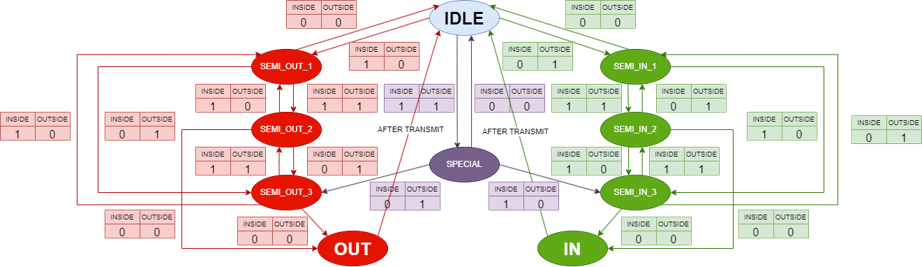 INSIDE OUTSIDE
0 0
IDLE
INSIDE OUTSIDE
0 0
INSIDE OUTSIDE
1 0
INSIDE OUTSIDE
0 1
SEMI_OUT_1
SEMI_IN_1
INSIDE OUTSIDE
1 0
INSIDE OUTSIDE
1 1
INSIDE OUTSIDE
1 1
INSIDE OUTSIDE
0 0
INSIDE OUTSIDE
1 1
INSIDE OUTSIDE
0 1
INSIDE OUTSIDE
1 0
INSIDE OUTSIDE
0 1
SEMI_OUT_2
AFTER TRANSMIT
AFTER TRANSMIT
SEMI_IN_2
INSIDE OUTSIDE
1 0
INSIDE OUTSIDE
0 1
INSIDE OUTSIDE
1 1
INSIDE OUTSIDE
0 1
SPECIAL
INSIDE OUTSIDE
1 0
INSIDE OUTSIDE
1 1
SEMI_OUT_3
SEMI_IN_3
INSIDE OUTSIDE
0 1
INSIDE OUTSIDE
1 0
INSIDE OUTSIDE
0 0
INSIDE OUTSIDE
0 0
INSIDE OUTSIDE
0 0
INSIDE OUTSIDE
0 0
OUT
IN